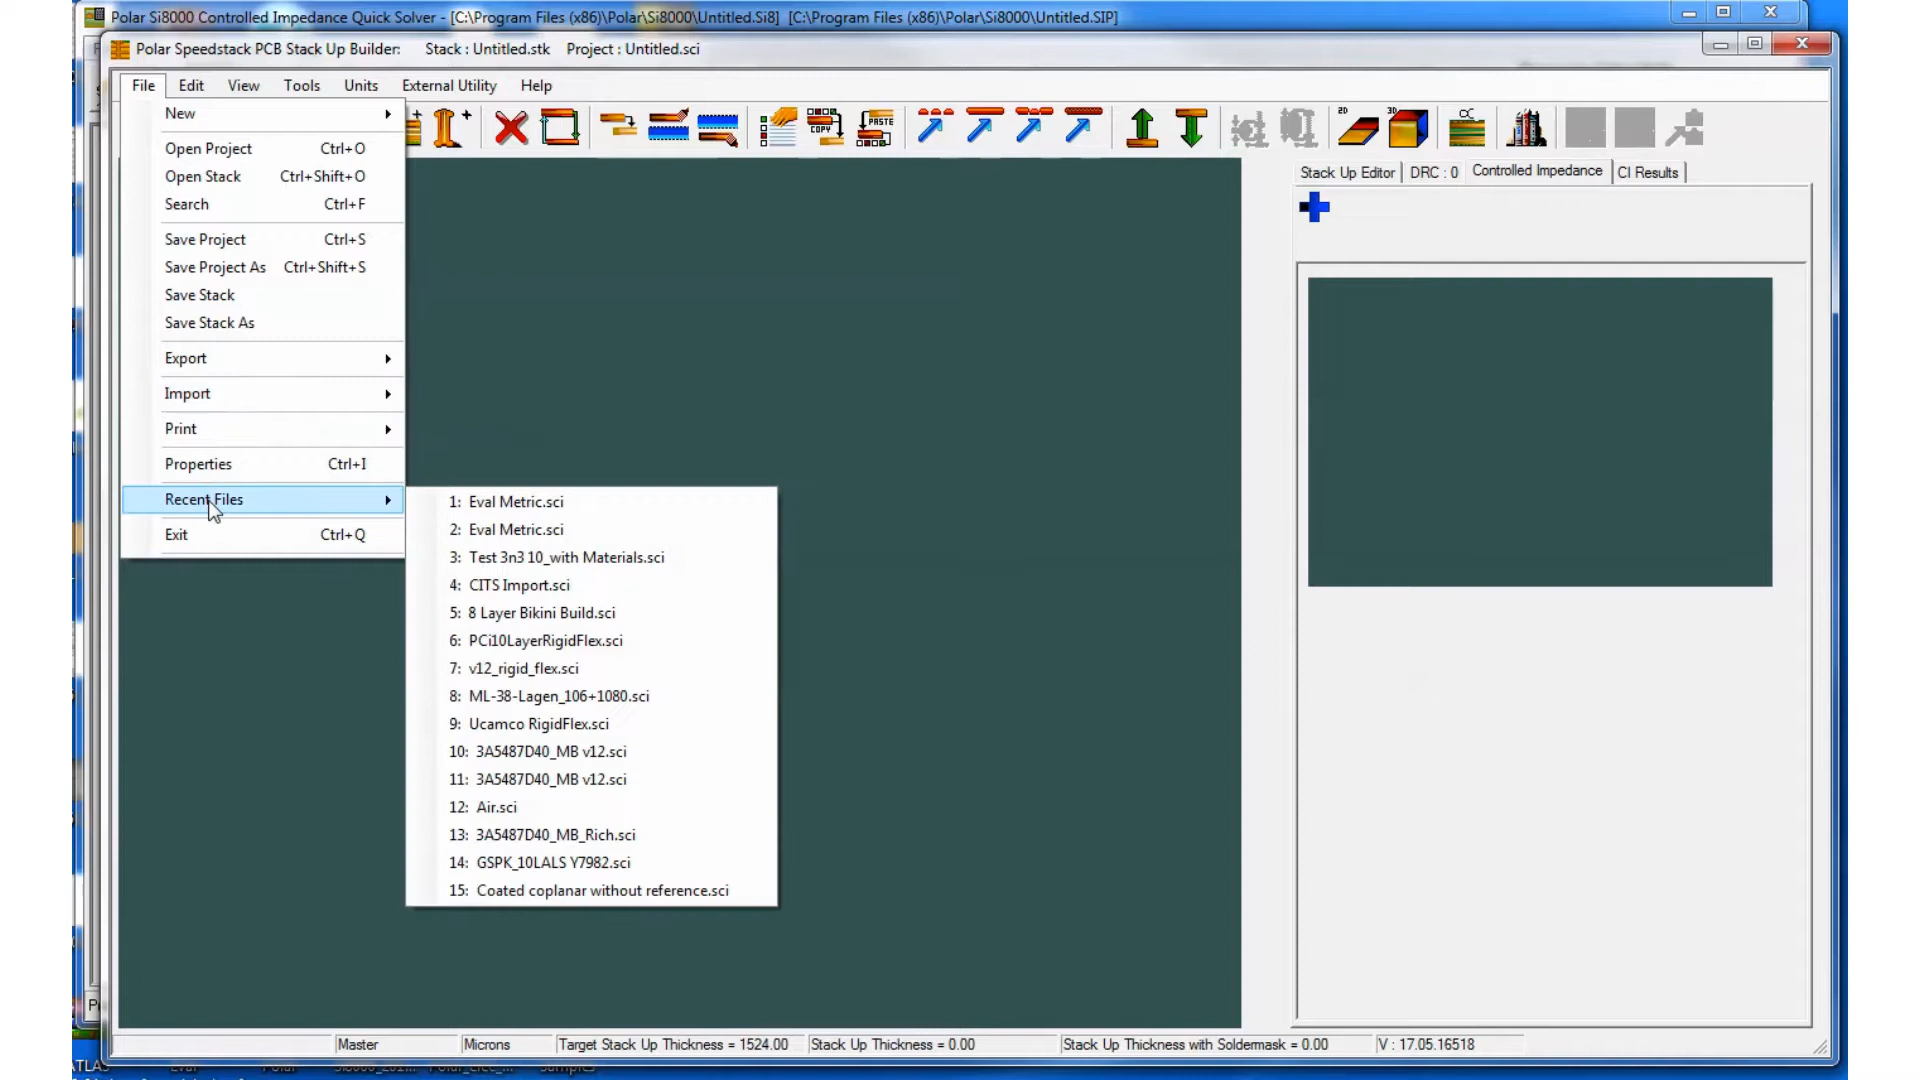 Polar Si8000 Controlled Impedance Quick Solver - [C:\Program Files (x86)\Polar\Si8000\Untitled.Si8]  [C:\Program Files (x86)\Polar\Si8000\Untitled.SIP]
Polar Speedstack PCB Stack Up Builder:    Stack : Untitled.stk    Project : Untitled.sci
File  Edit  View  Tools  Units  External Utility  Help
COPY PASTE 2D 3D
New
Open Project  Ctrl+O
Open Stack  Ctrl+Shift+O
Search  Ctrl+F
Save Project  Ctrl+S
Save Project As  Ctrl+Shift+S
Save Stack
Save Stack As
Export
Import
Print
Properties  Ctrl+I
Recent Files
Exit  Ctrl+Q
1: Eval Metric.sci
2: Eval Metric.sci
3: Test 3n3 10_with Materials.sci
4: CITS Import.sci
5: 8 Layer Bikini Build.sci
6: PCi10LayerRigidFlex.sci
7: v12_rigid_flex.sci
8: ML-38-Lagen_106+1080.sci
9: Ucamco RigidFlex.sci
10: 3A5487D40_MB v12.sci
11: 3A5487D40_MB v12.sci
12: Air.sci
13: 3A5487D40_MB_Rich.sci
14: GSPK_10LALS Y7982.sci
15: Coated coplanar without reference.sci
Stack Up Editor  DRC : 0  Controlled Impedance  CI Results
Master  Microns  Target Stack Up Thickness = 1524.00  Stack Up Thickness = 0.00  Stack Up Thickness with Soldermask = 0.00  V : 17.05.16518